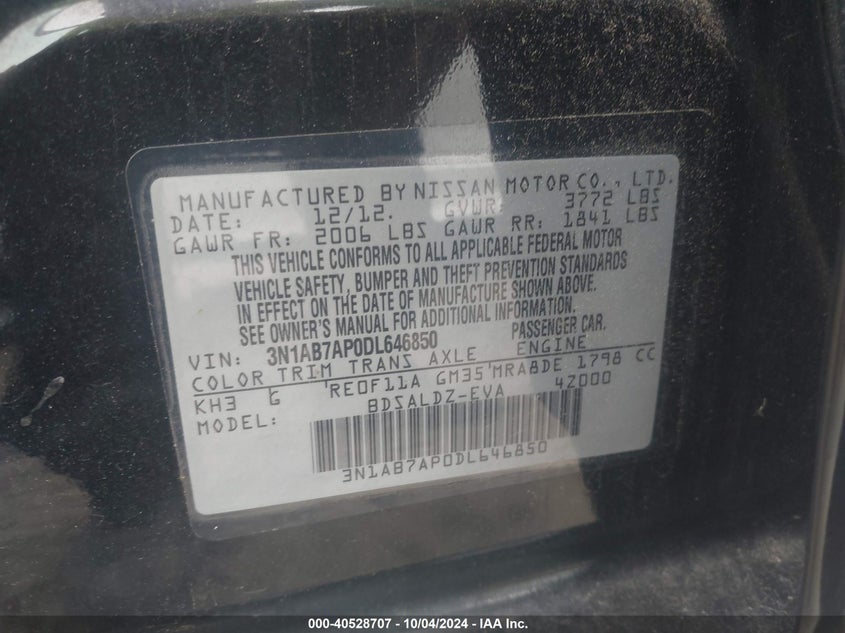 MANUFACTURED BY NISSAN MOTOR CO., LTD.
DATE: 12/12. GVWR: 3772 LBS
GAWR FR: 2006 LBS GAWR RR: 1841 LBS
THIS VEHICLE CONFORMS TO ALL APPLICABLE FEDERAL MOTOR
VEHICLE SAFETY, BUMPER AND THEFT PREVENTION STANDARDS
IN EFFECT ON THE DATE OF MANUFACTURE SHOWN ABOVE.
SEE OWNER'S MANUAL FOR ADDITIONAL INFORMATION.
VIN: 3N1AB7AP0DL646850 PASSENGER CAR.
COLOR TRIM TRANS AXLE ENGINE
KH3 G RE0F11A GM35 MRA8DE 1798 CC
MODEL: BDSALDZ-EVA 42000
3N1AB7AP0DL646850
000-40528707 - 10/04/2024 - IAA Inc.